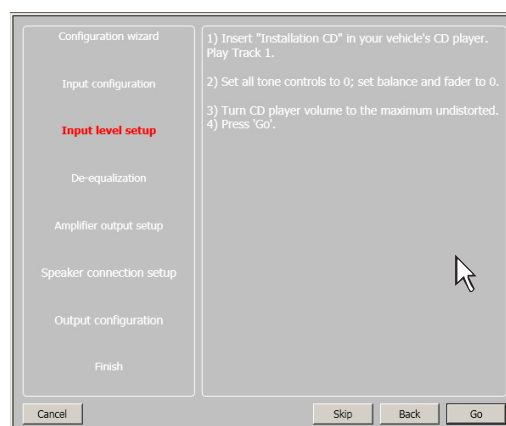 Configuration wizard
Input configuration
Input level setup
De-equalization
Amplifier output setup
Speaker connection setup
Output configuration
Finish
1) Insert "Installation CD" in your vehicle's CD player.
Play Track 1.
2) Set all tone controls to 0; set balance and fader to 0.
3) Turn CD player volume to the maximum undistorted.
4) Press 'Go'.
Cancel
Skip
Back
Go